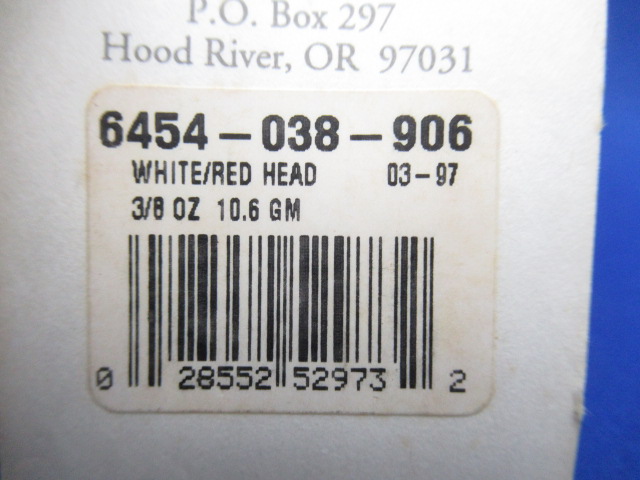 P.O. Box 297
Hood River, OR 97031
6454-038-906
WHITE/RED HEAD 03-97
3/8 OZ 10.6 GM
0 28552 52973 2